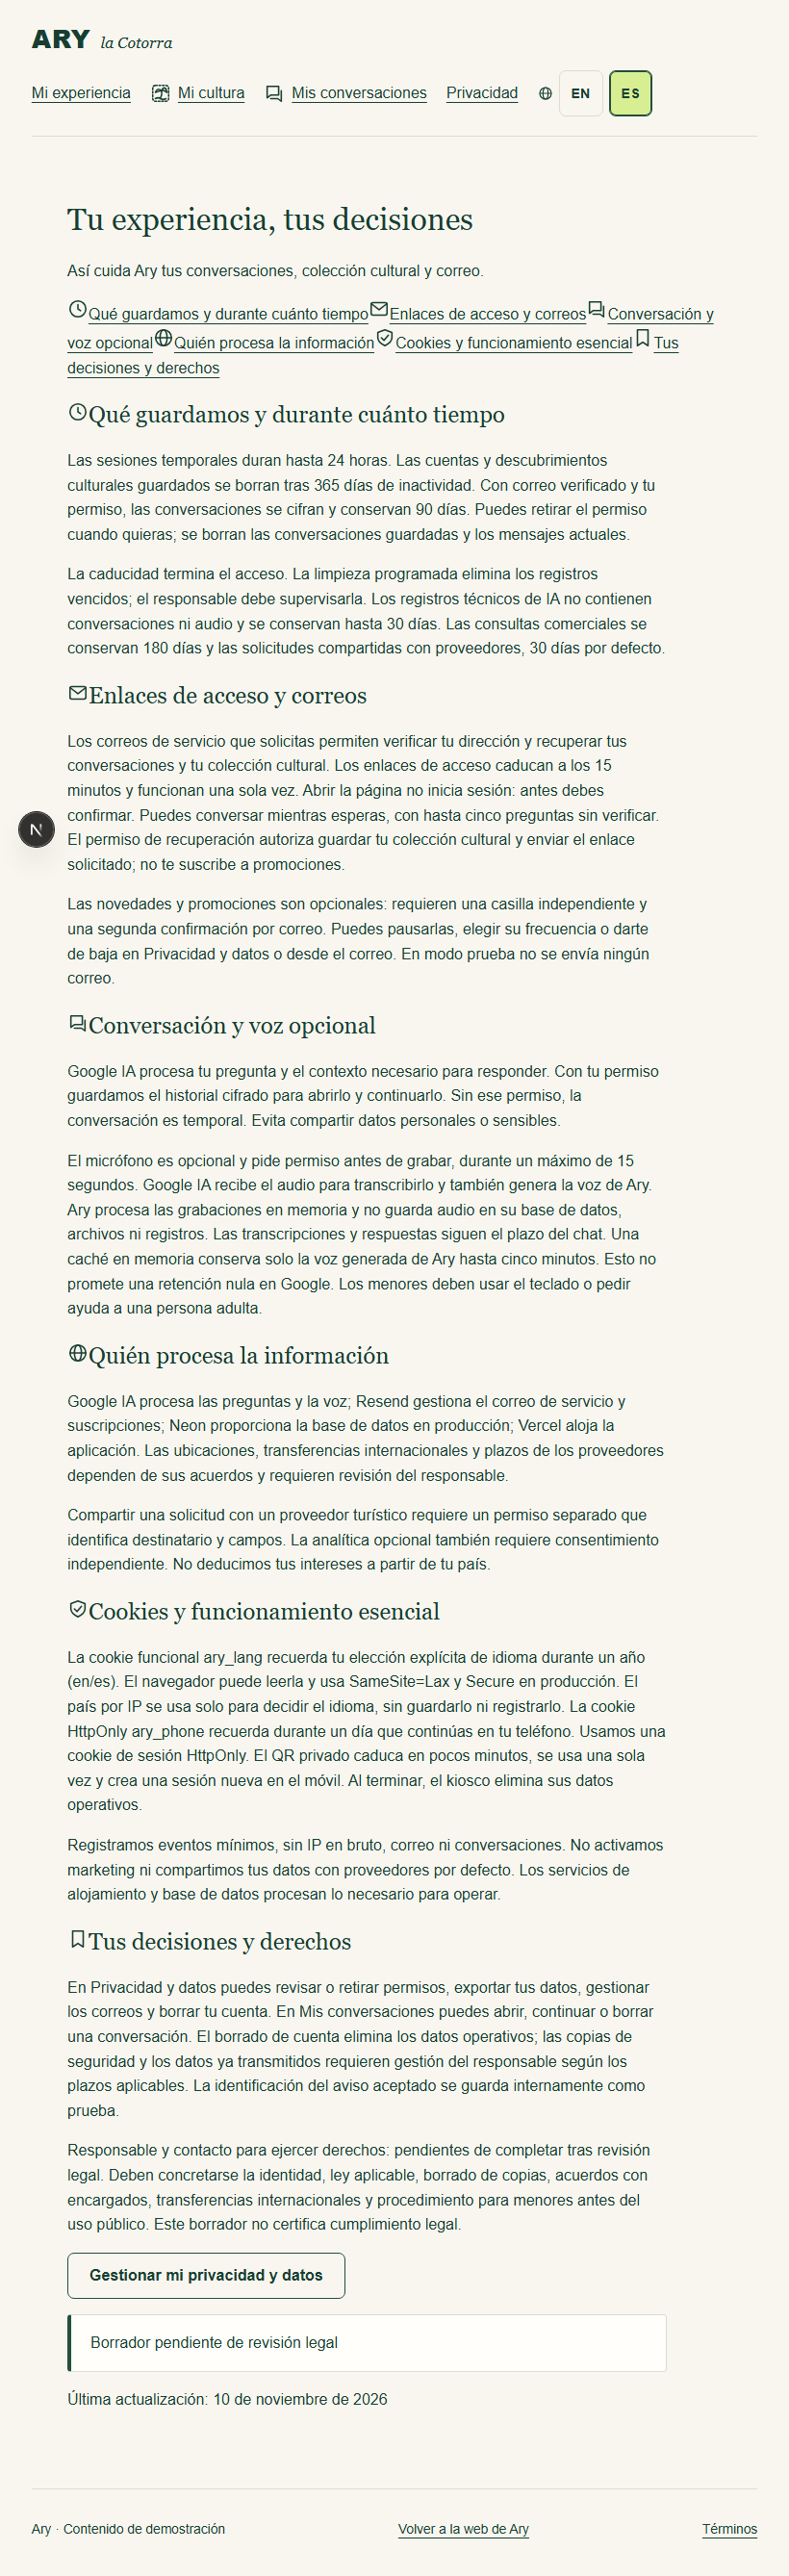 ARY la Cotorra
Mi experiencia Mi cultura Mis conversaciones Privacidad EN ES
Tu experiencia, tus decisiones
Así cuida Ary tus conversaciones, colección cultural y correo.
Qué guardamos y durante cuánto tiempo Enlaces de acceso y correos Conversación y
voz opcional Quién procesa la información Cookies y funcionamiento esencial Tus
decisiones y derechos
Qué guardamos y durante cuánto tiempo
Las sesiones temporales duran hasta 24 horas. Las cuentas y descubrimientos
culturales guardados se borran tras 365 días de inactividad. Con correo verificado y tu
permiso, las conversaciones se cifran y conservan 90 días. Puedes retirar el permiso
cuando quieras; se borran las conversaciones guardadas y los mensajes actuales.
La caducidad termina el acceso. La limpieza programada elimina los registros
vencidos; el responsable debe supervisarla. Los registros técnicos de IA no contienen
conversaciones ni audio y se conservan hasta 30 días. Las consultas comerciales se
conservan 180 días y las solicitudes compartidas con proveedores, 30 días por defecto.
Enlaces de acceso y correos
Los correos de servicio que solicitas permiten verificar tu dirección y recuperar tus
conversaciones y tu colección cultural. Los enlaces de acceso caducan a los 15
minutos y funcionan una sola vez. Abrir la página no inicia sesión: antes debes
confirmar. Puedes conversar mientras esperas, con hasta cinco preguntas sin verificar.
El permiso de recuperación autoriza guardar tu colección cultural y enviar el enlace
solicitado; no te suscribe a promociones.
Las novedades y promociones son opcionales: requieren una casilla independiente y
una segunda confirmación por correo. Puedes pausarlas, elegir su frecuencia o darte
de baja en Privacidad y datos o desde el correo. En modo prueba no se envía ningún
correo.
Conversación y voz opcional
Google IA procesa tu pregunta y el contexto necesario para responder. Con tu permiso
guardamos el historial cifrado para abrirlo y continuarlo. Sin ese permiso, la
conversación es temporal. Evita compartir datos personales o sensibles.
El micrófono es opcional y pide permiso antes de grabar, durante un máximo de 15
segundos. Google IA recibe el audio para transcribirlo y también genera la voz de Ary.
Ary procesa las grabaciones en memoria y no guarda audio en su base de datos,
archivos ni registros. Las transcripciones y respuestas siguen el plazo del chat. Una
caché en memoria conserva solo la voz generada de Ary hasta cinco minutos. Esto no
promete una retención nula en Google. Los menores deben usar el teclado o pedir
ayuda a una persona adulta.
Quién procesa la información
Google IA procesa las preguntas y la voz; Resend gestiona el correo de servicio y
suscripciones; Neon proporciona la base de datos en producción; Vercel aloja la
aplicación. Las ubicaciones, transferencias internacionales y plazos de los proveedores
dependen de sus acuerdos y requieren revisión del responsable.
Compartir una solicitud con un proveedor turístico requiere un permiso separado que
identifica destinatario y campos. La analítica opcional también requiere consentimiento
independiente. No deducimos tus intereses a partir de tu país.
Cookies y funcionamiento esencial
La cookie funcional ary_lang recuerda tu elección explícita de idioma durante un año
(en/es). El navegador puede leerla y usa SameSite=Lax y Secure en producción. El
país por IP se usa solo para decidir el idioma, sin guardarlo ni registrarlo. La cookie
HttpOnly ary_phone recuerda durante un día que continúas en tu teléfono. Usamos una
cookie de sesión HttpOnly. El QR privado caduca en pocos minutos, se usa una sola
vez y crea una sesión nueva en el móvil. Al terminar, el kiosco elimina sus datos
operativos.
Registramos eventos mínimos, sin IP en bruto, correo ni conversaciones. No activamos
marketing ni compartimos tus datos con proveedores por defecto. Los servicios de
alojamiento y base de datos procesan lo necesario para operar.
Tus decisiones y derechos
En Privacidad y datos puedes revisar o retirar permisos, exportar tus datos, gestionar
los correos y borrar tu cuenta. En Mis conversaciones puedes abrir, continuar o borrar
una conversación. El borrado de cuenta elimina los datos operativos; las copias de
seguridad y los datos ya transmitidos requieren gestión del responsable según los
plazos aplicables. La identificación del aviso aceptado se guarda internamente como
prueba.
Responsable y contacto para ejercer derechos: pendientes de completar tras revisión
legal. Deben concretarse la identidad, ley aplicable, borrado de copias, acuerdos con
encargados, transferencias internacionales y procedimiento para menores antes del
uso público. Este borrador no certifica cumplimiento legal.
Gestionar mi privacidad y datos
Borrador pendiente de revisión legal
Última actualización: 10 de noviembre de 2026
Ary · Contenido de demostración Volver a la web de Ary Términos